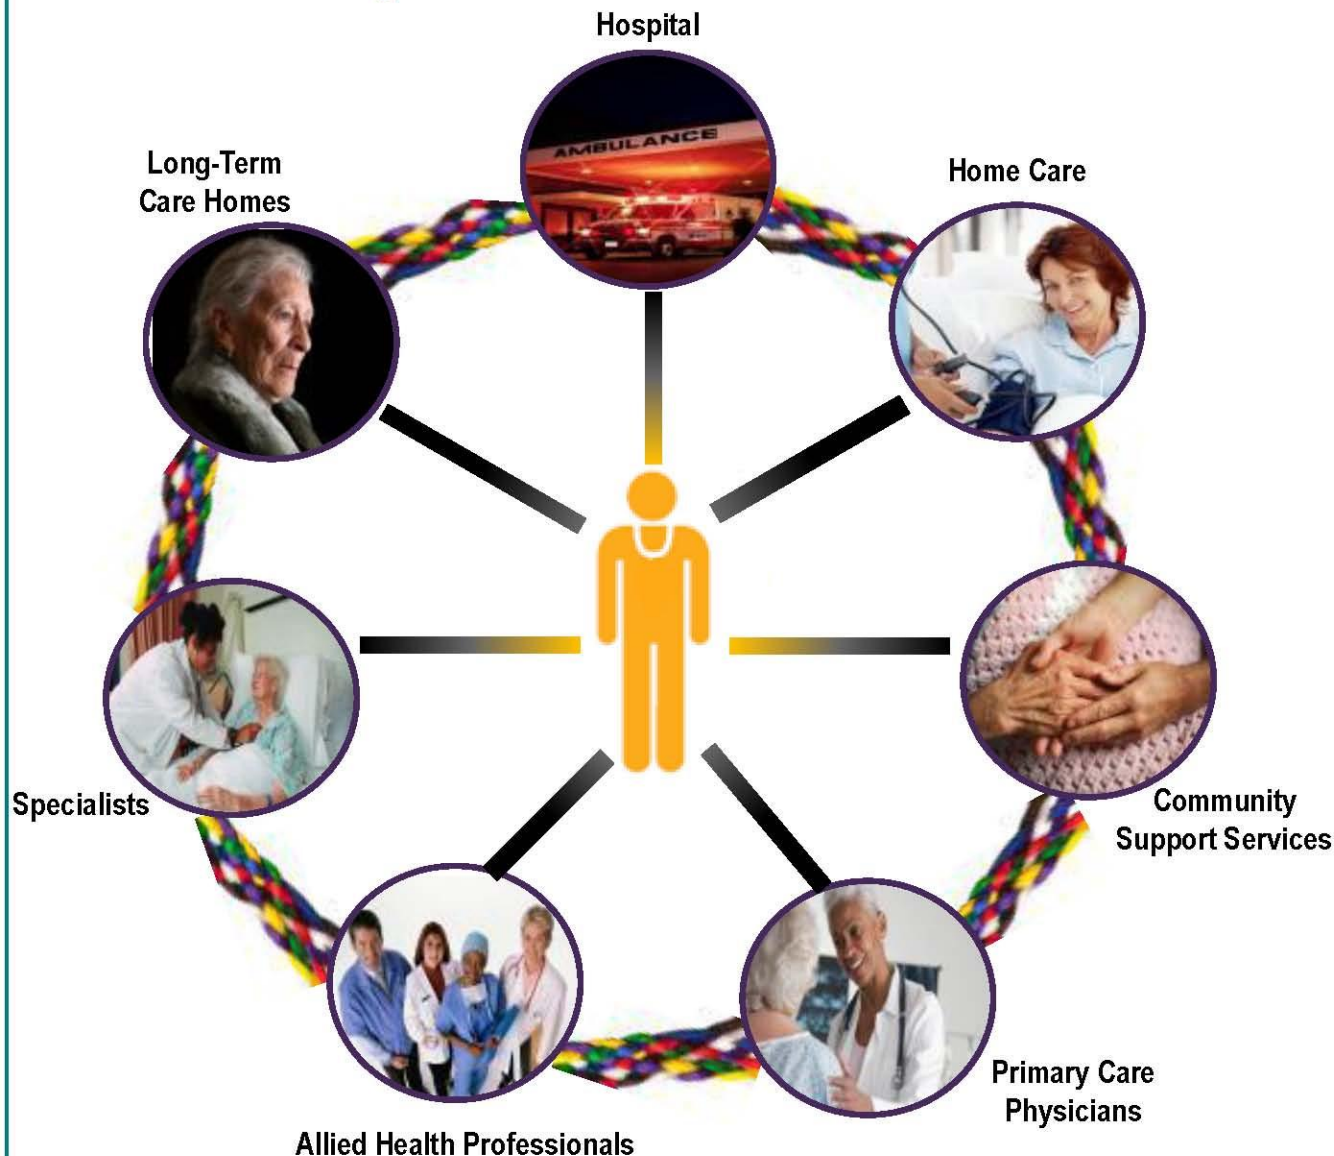 Hospital
AMBULANCE
Long-Term
Care Homes
Home Care
Specialists
Community
Support Services
Primary Care
Physicians
Allied Health Professionals